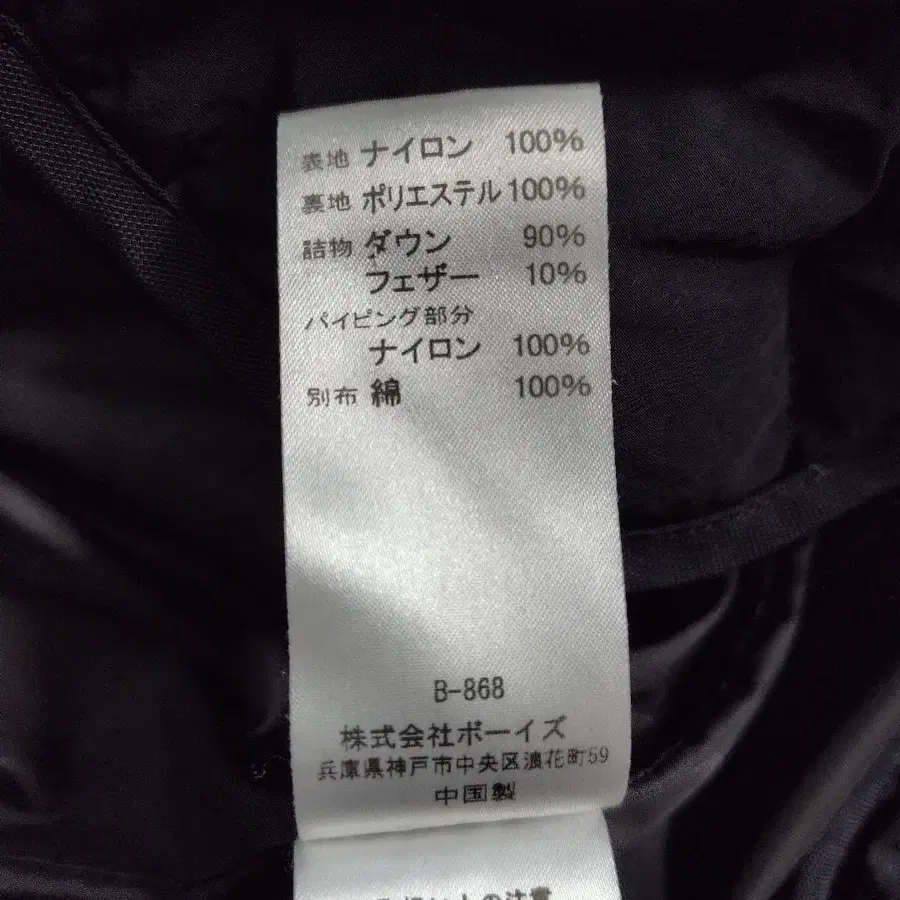 表地 ナイロン 100%
裏地 ポリエステル 100%
詰物 ダウン 90%
フェザー 10%
パイピング部分
ナイロン 100%
別布 綿 100%
B-868
株式会社ボーイズ
兵庫県神戸市中央区浪花町59
中国製
の注意